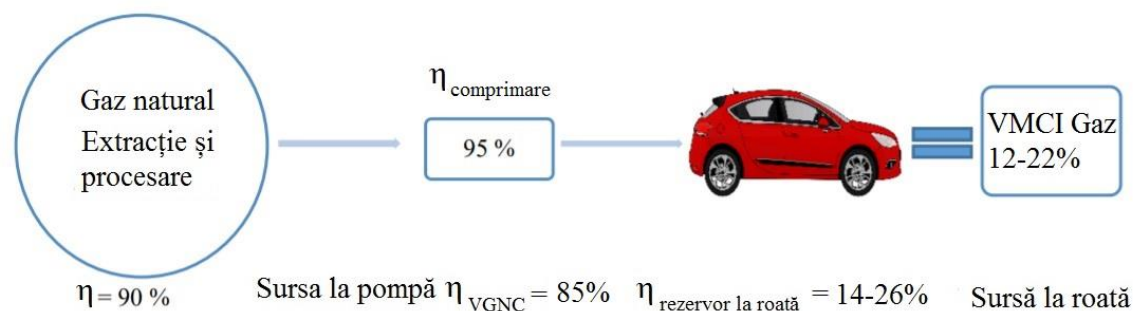 Gaz natural
Extracție și
procesare
η = 90 %
η comprimare
95 %
VMCI Gaz
12-22%
Sursa la pompă η VGNC = 85%
η rezervor la roată = 14-26%
Sursă la roată